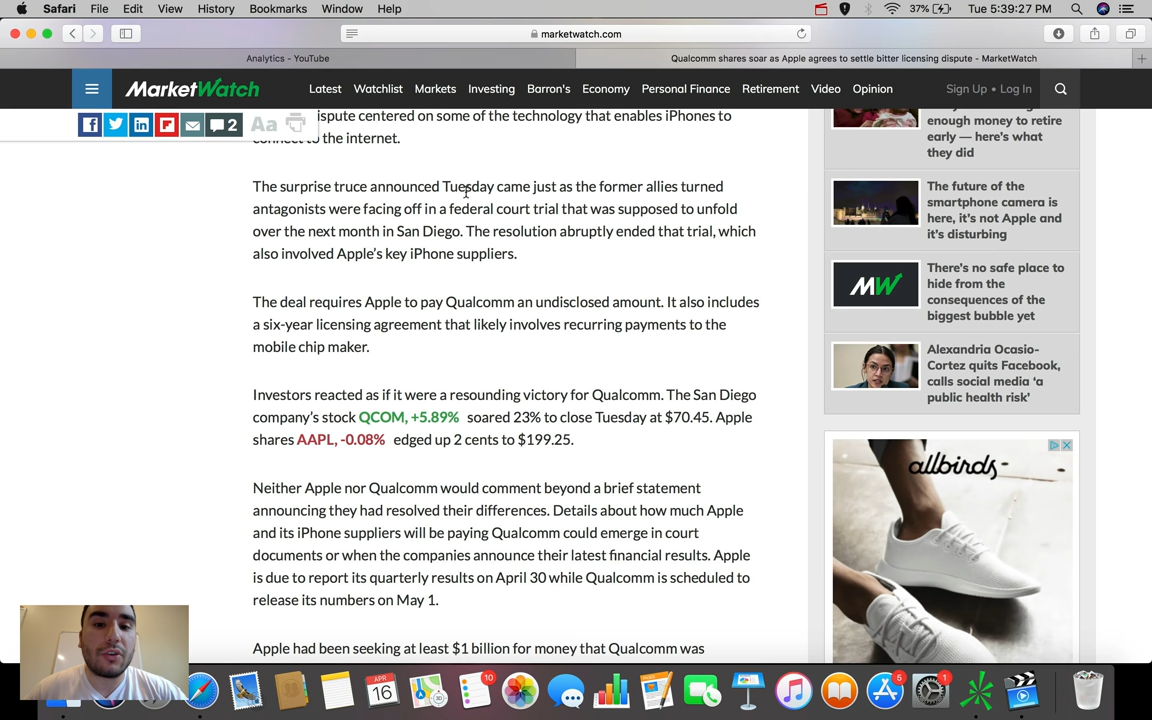 Safari File Edit View History Bookmarks Window Help 37% Tue 5:39:27 PM
marketwatch.com
Analytics - YouTube
Qualcomm shares soar as Apple agrees to settle bitter licensing dispute - MarketWatch
MarketWatch Latest Watchlist Markets Investing Barron's Economy Personal Finance Retirement Video Opinion Sign Up • Log In
2 Aa
ispute centered on some of the technology that enables iPhones to
connect to the internet.
The surprise truce announced Tuesday came just as the former allies turned
antagonists were facing off in a federal court trial that was supposed to unfold
over the next month in San Diego. The resolution abruptly ended that trial, which
also involved Apple's key iPhone suppliers.
The deal requires Apple to pay Qualcomm an undisclosed amount. It also includes
a six-year licensing agreement that likely involves recurring payments to the
mobile chip maker.
Investors reacted as if it were a resounding victory for Qualcomm. The San Diego
company's stock QCOM, +5.89% soared 23% to close Tuesday at $70.45. Apple
shares AAPL, -0.08% edged up 2 cents to $199.25.
Neither Apple nor Qualcomm would comment beyond a brief statement
announcing they had resolved their differences. Details about how much Apple
and its iPhone suppliers will be paying Qualcomm could emerge in court
documents or when the companies announce their latest financial results. Apple
is due to report its quarterly results on April 30 while Qualcomm is scheduled to
release its numbers on May 1.
Apple had been seeking at least $1 billion for money that Qualcomm was
enough money to retire
early — here's what
they did
The future of the
smartphone camera is
here, it's not Apple and
it's disturbing
MW
There's no safe place to
hide from the
consequences of the
biggest bubble yet
Alexandria Ocasio-
Cortez quits Facebook,
calls social media 'a
public health risk'
allbirds
APR
16
10
5
1